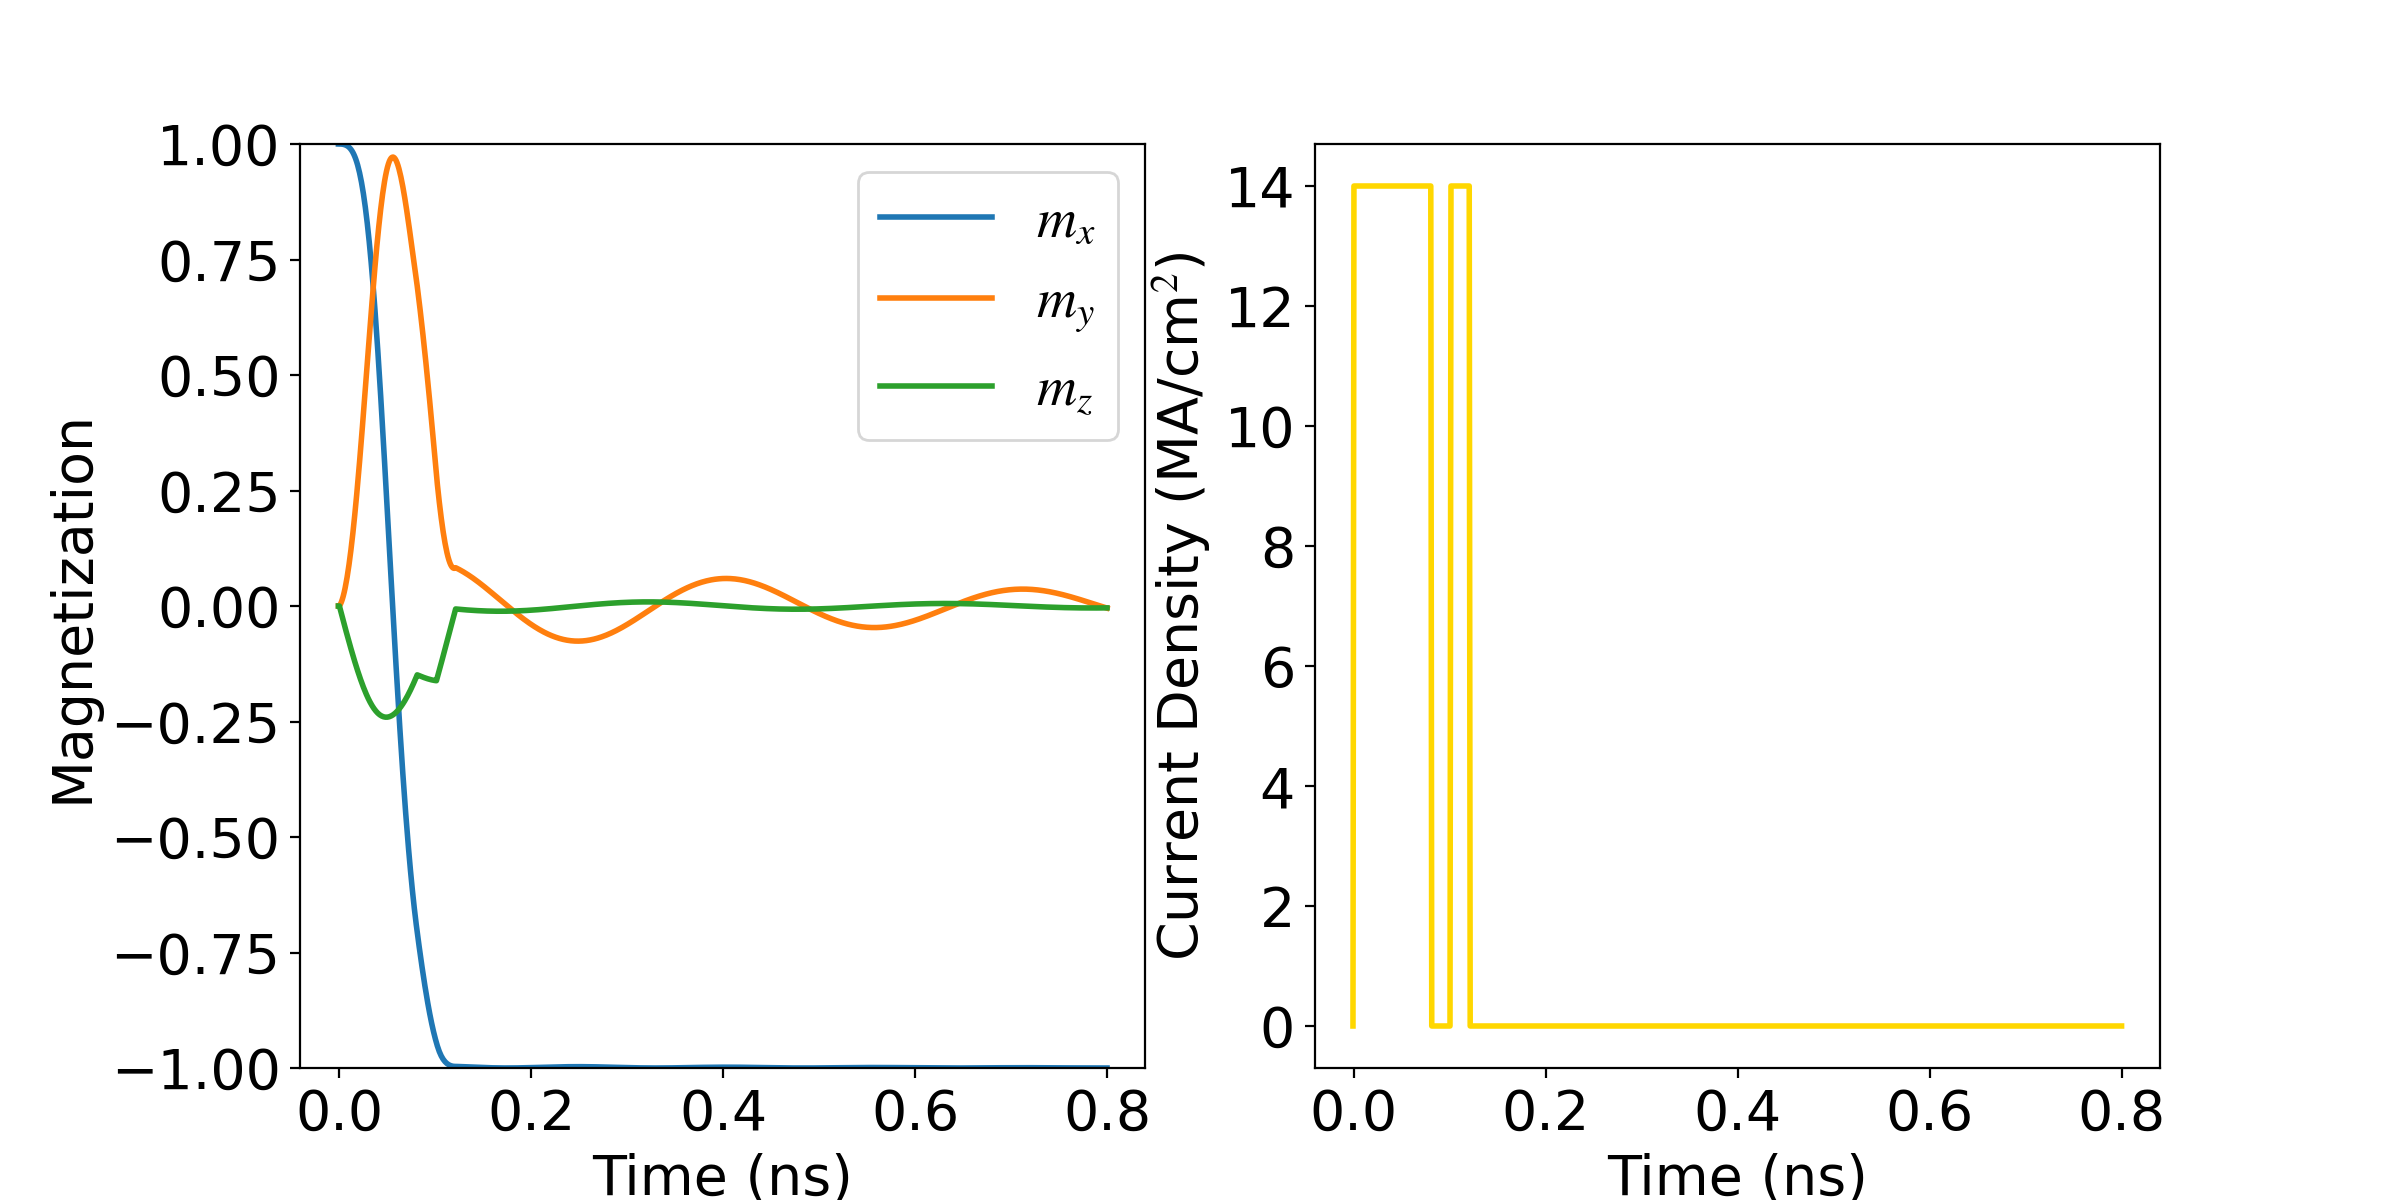 1.00
0.75
0.50
0.25
0.00
−0.25
−0.50
−0.75
−1.00
Magnetization
0.0 0.2 0.4 0.6 0.8
Time (ns)
m_x
m_y
m_z
14
12
10
8
6
4
2
0
Current Density (MA/cm²)
0.0 0.2 0.4 0.6 0.8
Time (ns)